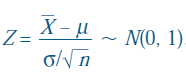 Z = X̅ − μ / σ/√n ~ N(0, 1)